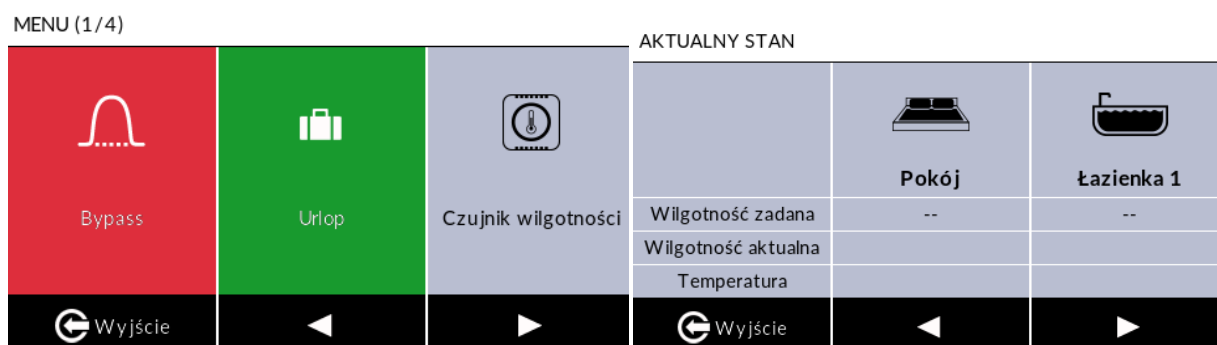 MENU (1/4)
Bypass
Urlop
Czujnik wilgotności
Wyjście
AKTUALNY STAN
Pokój
Łazienka 1
Wilgotność zadana -- --
Wilgotność aktualna
Temperatura
Wyjście